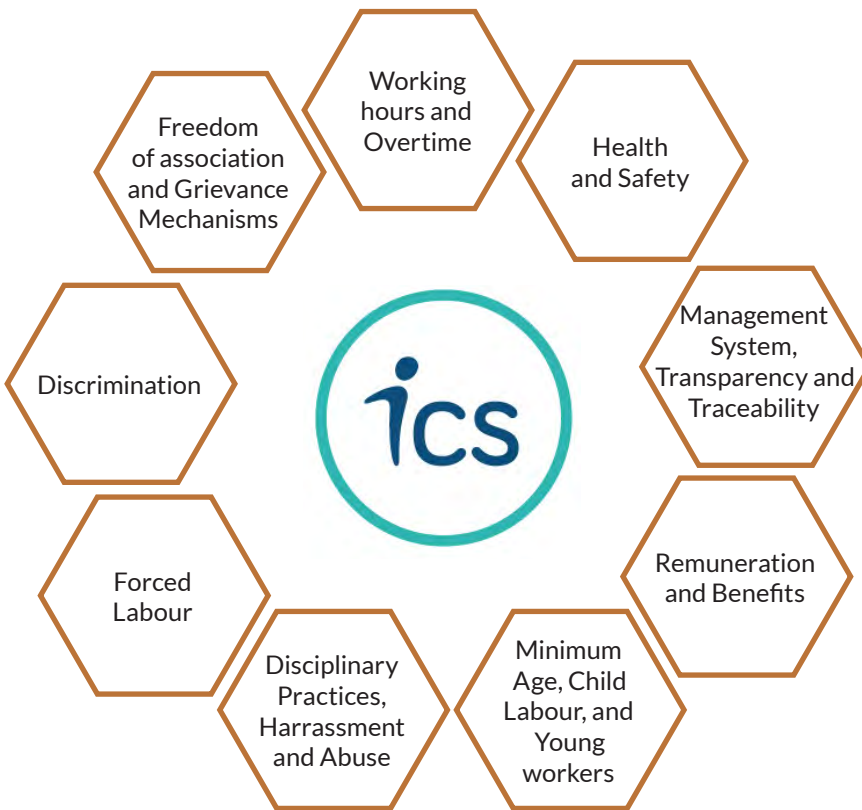 Working
hours and
Overtime
Health
and Safety
Management
System,
Transparency and
Traceability
Remuneration
and Benefits
Minimum
Age, Child
Labour, and
Young
workers
Disciplinary
Practices,
Harrassment
and Abuse
Forced
Labour
Discrimination
Freedom
of association
and Grievance
Mechanisms
ics